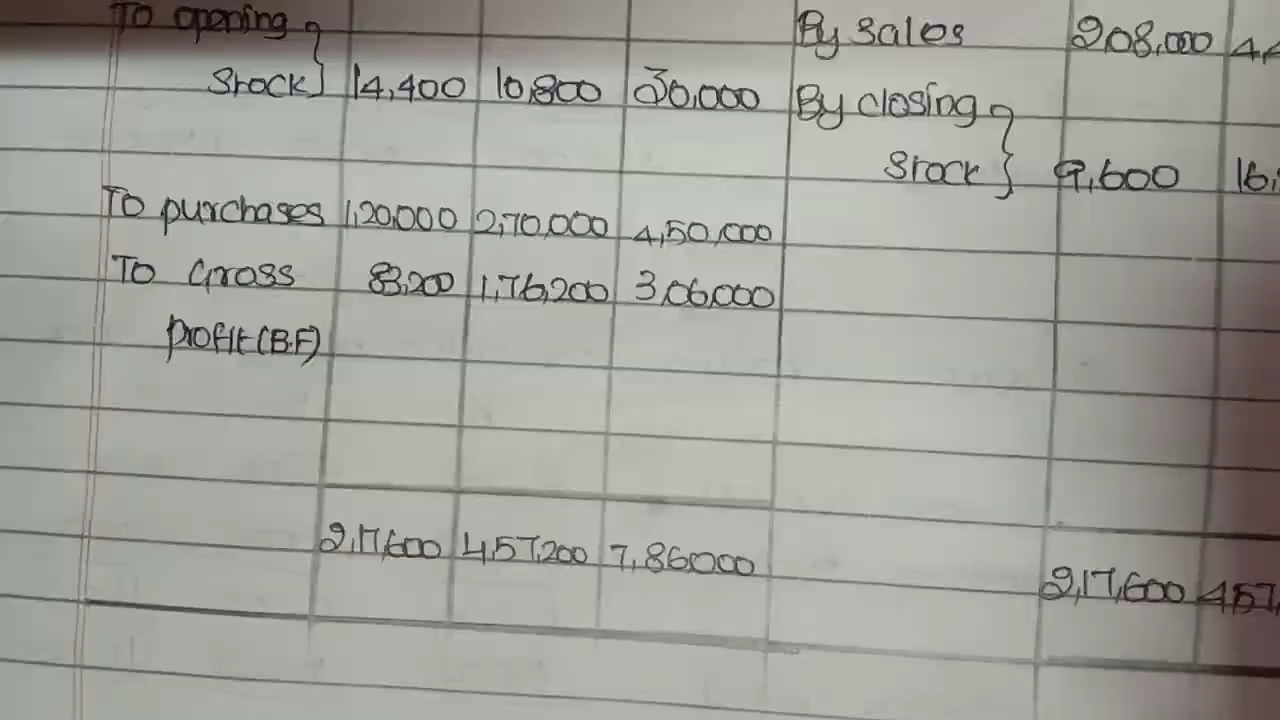 To opening
Stock} 14,400 10,800 30,000
To purchases 1,20,000 2,70,000 4,50,000
To Gross 83,200 1,76,200 3,06,000
profit (B.F)
2,17,600 4,57,200 7,86000
By sales 208,000
By closing
Stock} 9,600
2,17,600